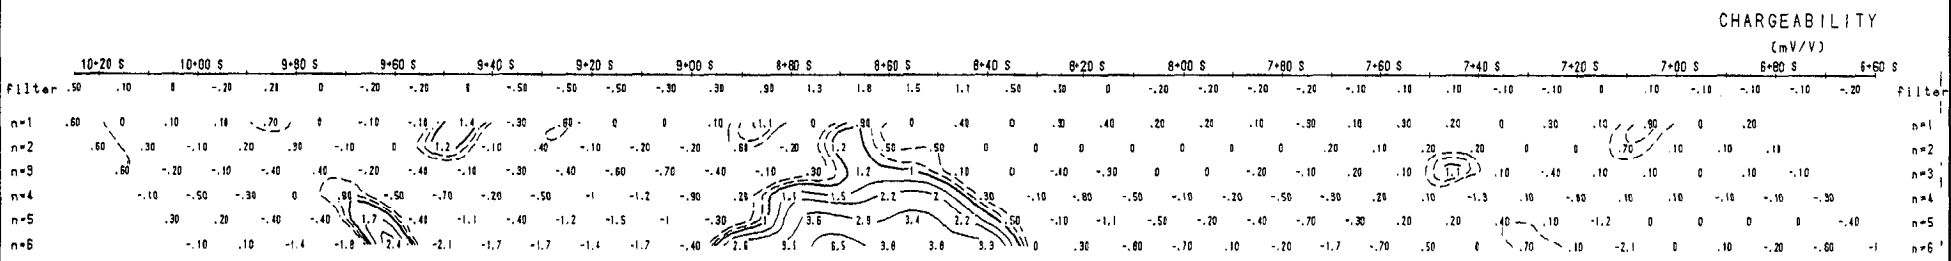 CHARGEABILITY
(mV/V)
10+20 S 10+00 S 9+80 S 9+60 S 9+40 S 9+20 S 9+00 S 8+80 S 8+60 S 8+40 S 8+20 S 8+00 S 7+80 S 7+60 S 7+40 S 7+20 S 7+00 S 6+80 S 6+60 S
filter .50 .10 0 -.20 .20 0 -.20 -.20 0 -.50 -.50 -.50 -.30 .30 .90 1.3 1.8 1.5 1.1 .50 .30 0 -.20 -.20 -.20 -.10 .10 .10 -.10 -.20 0 .10 -.10 -.10 -.10 -.20 filter
n=1 .60 0 .10 .10 .70 0 -.10 -.10 1.4 -.30 .60 0 0 .10 1.1 0 .90 0 .40 0 .30 .40 .20 .20 .10 -.30 .10 .30 .20 0 .30 .10 .90 0 .20 n=1
n=2 .60 .30 -.10 .20 .30 -.10 0 1.2 -.10 .40 -.10 -.20 0 .60 -.20 1.2 .50 .50 0 0 0 0 0 0 .20 .10 .20 .20 0 0 .70 .10 .10 .10 n=2
n=3 .60 -.20 -.10 -.20 .40 -.20 -.40 -.10 -.30 -.40 -.60 -.70 -.40 -.10 .30 1.2 1 .10 0 .30 0 .10 .20 -.10 .20 .10 1.1 .10 -.40 .10 .10 0 .10 -.10 n=3
n=4 -.10 -.50 -.30 0 .90 -.50 -.70 -.20 -.50 -1 -1.2 -.90 .20 1.1 1.5 2.2 2 .30 -.10 -.80 -.50 -.10 -.20 -.50 -.30 .20 .10 -1.3 .10 -.10 .10 0 -.10 -.10 -.30 n=4
n=5 .30 .20 -.40 -.40 1.7 -.40 -1.1 -.40 -1.2 -1.5 -1 -.30 3.6 2.9 3.4 2.2 .50 -.10 -1.1 -.50 -.20 -.40 -.70 -.30 .20 .20 .40 .10 -1.2 0 0 0 -.40 n=5
n=6 -.10 .10 -1.4 -1.8 2.4 -2.1 -1.7 -1.7 -1.4 -1.7 -.40 2.6 9.1 6.5 3.8 3.8 3.3 0 .30 -.60 -.70 .10 -.20 -1.7 -.70 .50 0 .70 .10 -2.1 0 .10 -.20 -.60 -1 n=6